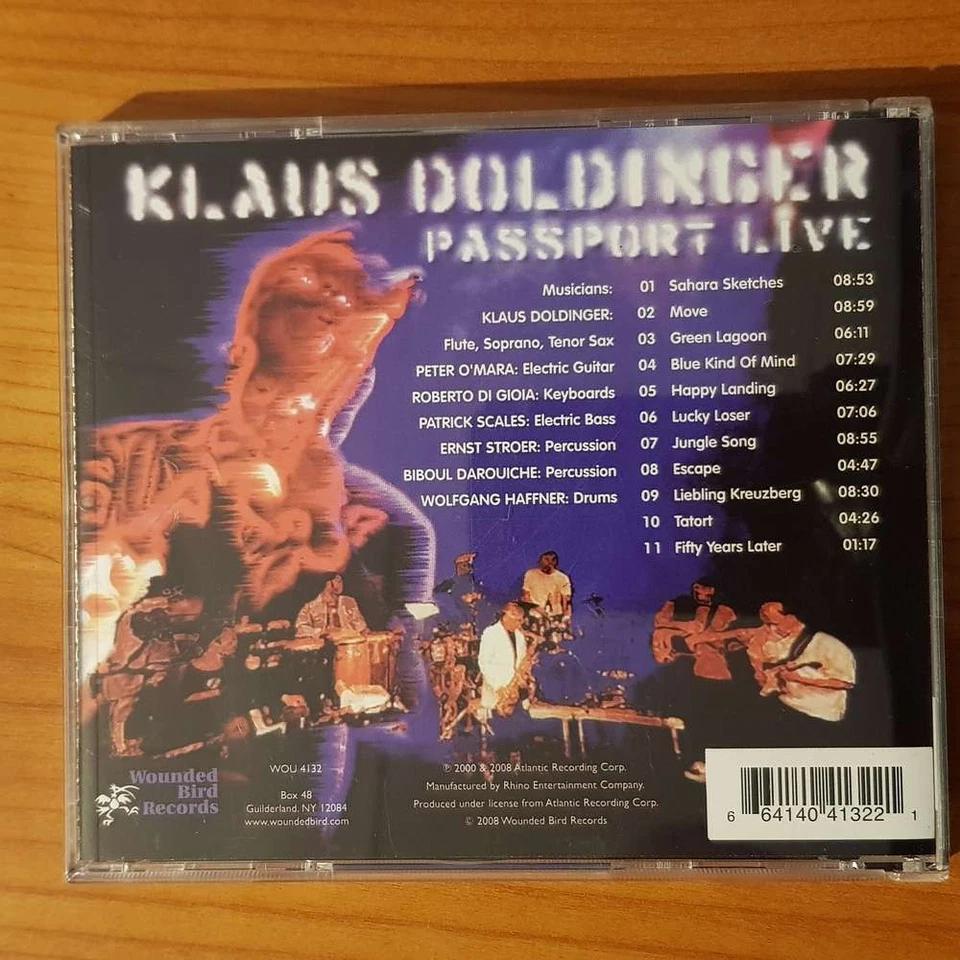 KLAUS DOLDINGER
PASSPORT LIVE
Musicians:
KLAUS DOLDINGER:
Flute, Soprano, Tenor Sax
PETER O'MARA: Electric Guitar
ROBERTO DI GIOIA: Keyboards
PATRICK SCALES: Electric Bass
ERNST STROER: Percussion
BIBOUL DAROUICHE: Percussion
WOLFGANG HAFFNER: Drums
01 Sahara Sketches 08:53
02 Move 08:59
03 Green Lagoon 06:11
04 Blue Kind Of Mind 07:29
05 Happy Landing 06:27
06 Lucky Loser 07:06
07 Jungle Song 08:55
08 Escape 04:47
09 Liebling Kreuzberg 08:30
10 Tatort 04:26
11 Fifty Years Later 01:17
Wounded
Bird
Records
WOU 4132
Box 48
Guilderland, NY 12084
www.woundedbird.com
℗ 2000 & 2008 Atlantic Recording Corp.
Manufactured by Rhino Entertainment Company.
Produced under license from Atlantic Recording Corp.
© 2008 Wounded Bird Records
6 64140 41322 1